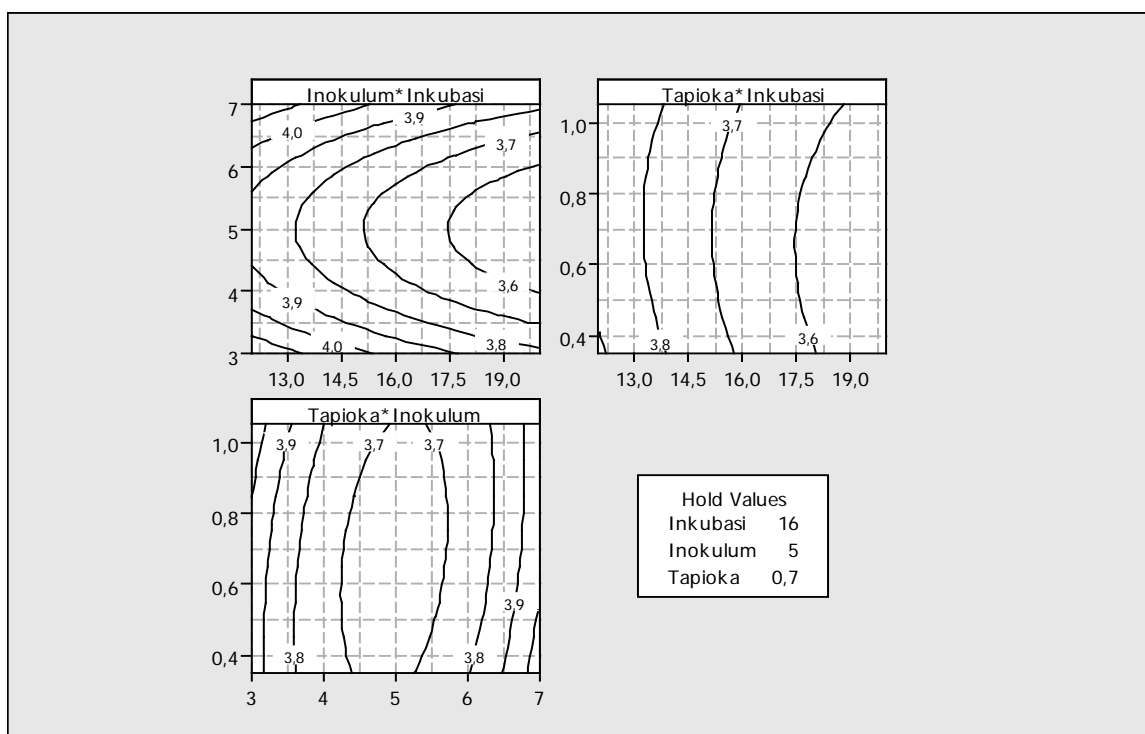 Inokulum*Inkubasi
7
6
5
4
3
4,0
3,9
3,7
3,9
3,6
4,0
3,8
13,0 14,5 16,0 17,5 19,0
Tapioka*Inkubasi
1,0
0,8
0,6
0,4
3,7
3,8
3,6
13,0 14,5 16,0 17,5 19,0
Tapioka*Inokulum
1,0
0,8
0,6
0,4
3,9 3,7 3,7
3,9
3,8 3,8
3 4 5 6 7
Hold Values
Inkubasi 16
Inokulum 5
Tapioka 0,7